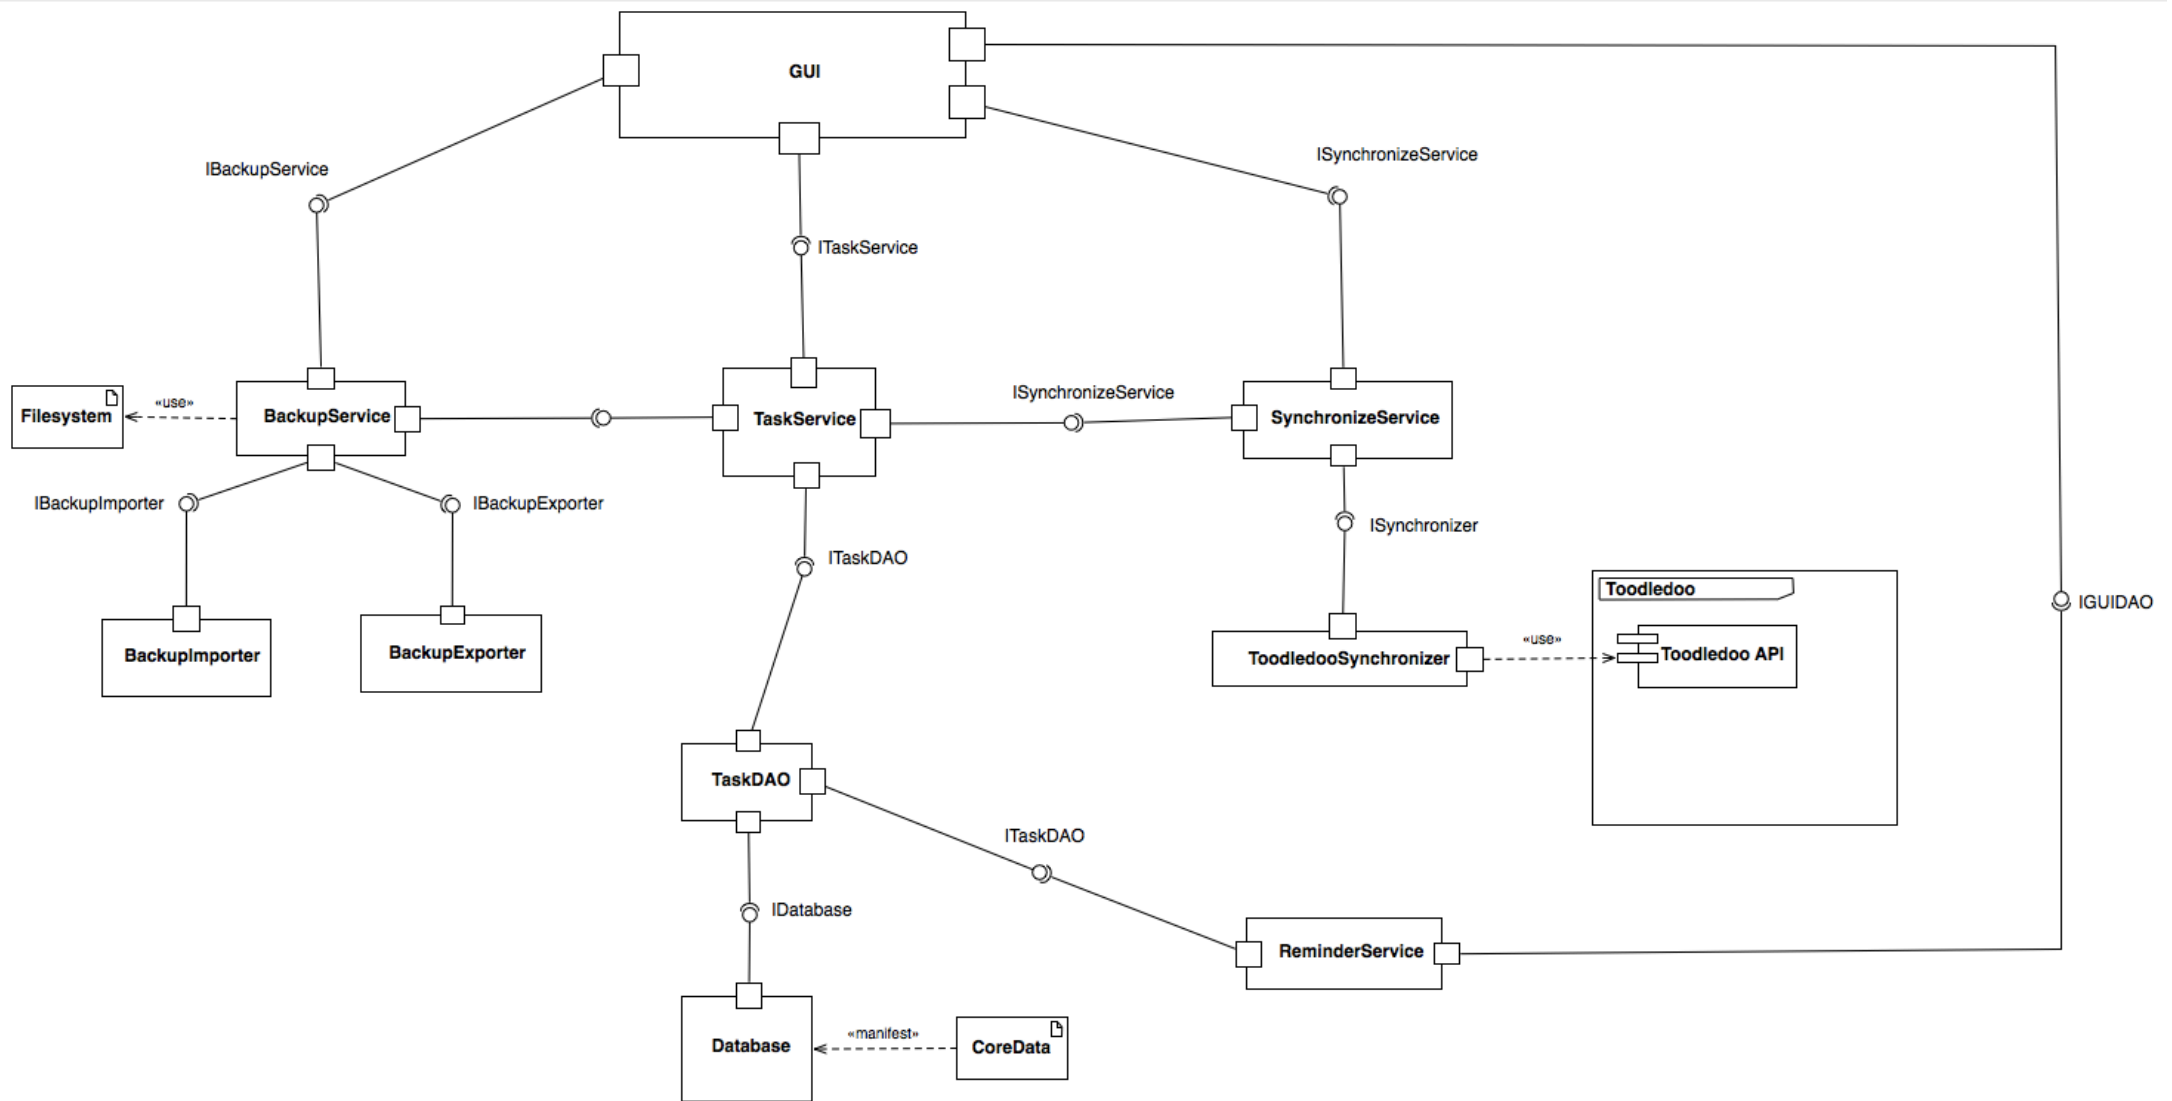 GUI
IBackupService
ISynchronizeService
ITaskService
Filesystem
«use»
BackupService
TaskService
ISynchronizeService
SynchronizeService
IBackupImporter
IBackupExporter
ISynchronizer
ITaskDAO
Toodledoo
IGUIDAO
BackupImporter
BackupExporter
ToodledooSynchronizer
«use»
Toodledoo API
TaskDAO
ITaskDAO
IDatabase
ReminderService
Database
«manifest»
CoreData